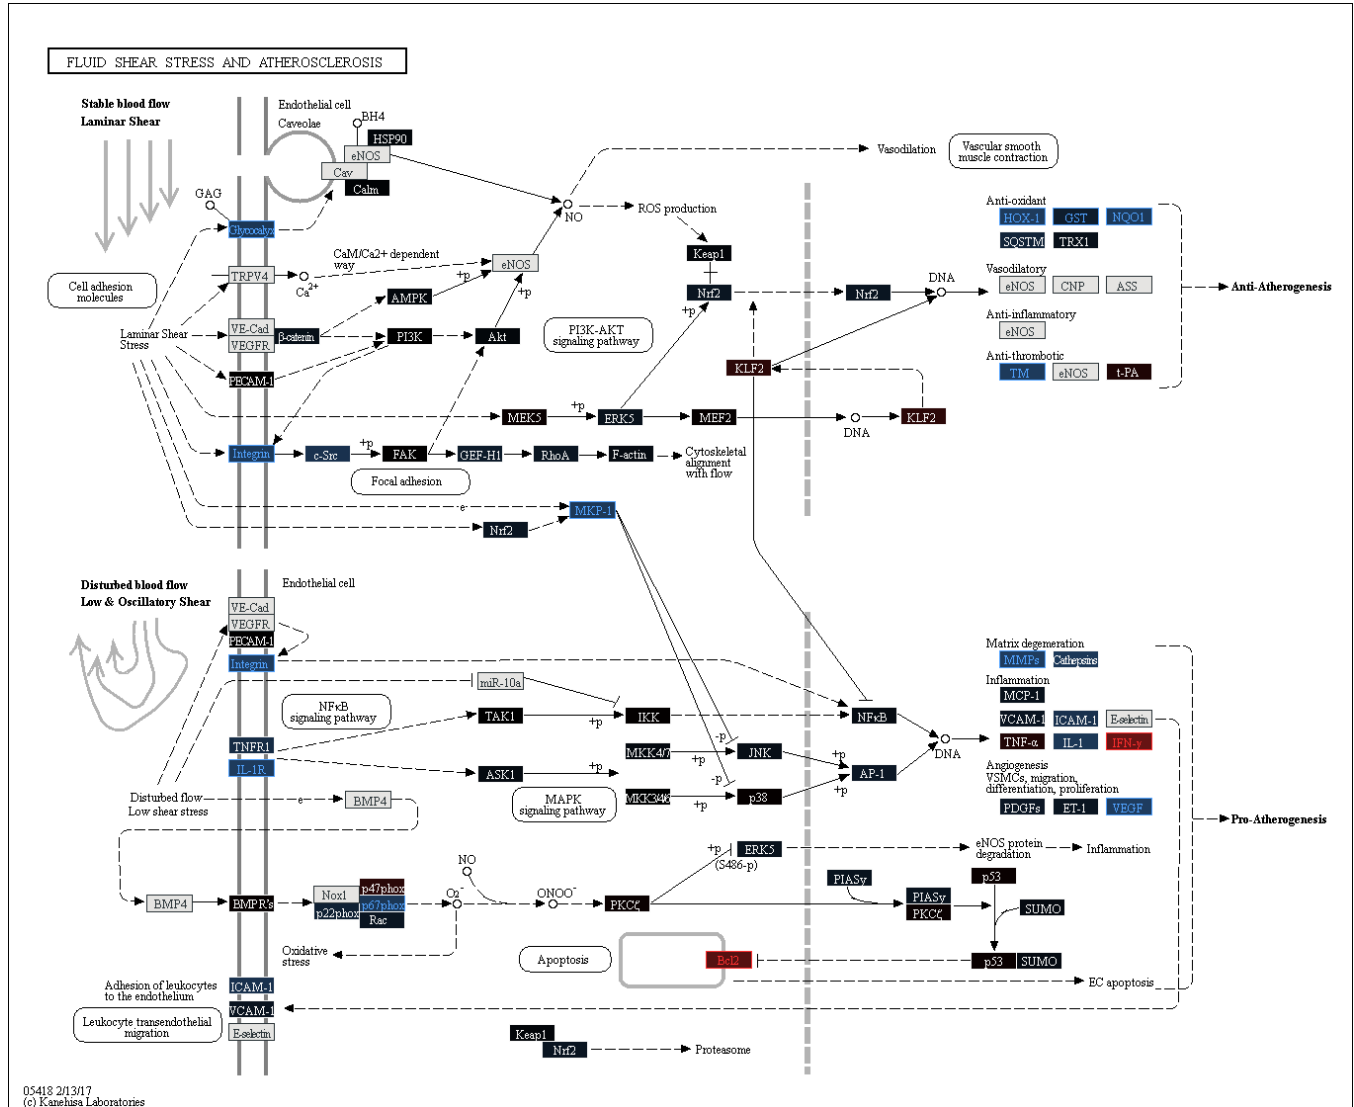 FLUID SHEAR STRESS AND ATHEROSCLEROSIS
Stable blood flow
Laminar Shear
Endothelial cell
Caveolae
BH4
HSP90
eNOS
Cav
Calm
Vasodilation
Vascular smooth
muscle contraction
GAG
Glycocalyx
NO
ROS production
Anti-oxidant
HOX-1
GST
NQO1
SQSTM
TRX1
Keap1
CaM/Ca2+ dependent
way
eNOS
TRPV4
Ca2+
Cell adhesion
molecules
+p
+p
AMPK
Nrf2
+p
Nrf2
DNA
Vasodilatory
eNOS
CNP
ASS
Anti-Atherogenesis
Anti-inflammatory
eNOS
Laminar Shear
Stress
VE-Cad
VEGFR
β-catenin
PI3K
Akt
PI3K-AKT
signaling pathway
Anti-thrombotic
TM
eNOS
t-PA
PECAM-1
KLF2
MEK5
+p
ERK5
MEF2
DNA
KLF2
Integrin
c-Src
+p
FAK
GEF-H1
RhoA
F-actin
Cytoskeletal
alignment
with flow
Focal adhesion
e
MKP-1
Nrf2
Disturbed blood flow
Low & Oscillatory Shear
Endothelial cell
VE-Cad
VEGFR
PECAM-1
Integrin
Matrix degeneration
MMPs
Cathepsins
miR-10a
Inflammation
MCP-1
NFκB
signaling pathway
TAK1
+p
IKK
NFκB
VCAM-1
ICAM-1
E-selectin
TNF-α
IL-1
IFN-γ
-p
TNFR1
IL-1R
MKK4/7
+p
JNK
+p
DNA
ASK1
+p
-p
AP-1
Angiogenesis
VSMCs, migration,
differentiation, proliferation
PDGFs
ET-1
VEGF
MAPK
signaling pathway
MKK3/4/6
+p
p38
+p
Disturbed flow
Low shear stress
e
BMP4
Pro-Atherogenesis
+p
(S486-p)
ERK5
eNOS protein
degradation
Inflammation
NO
BMP4
BMPR's
Nox1
p47phox
p22phox
p67phox
Rac
O2-
ONOO-
PKCζ
PIASy
PIASy
PKCζ
p53
SUMO
Oxidative
stress
Apoptosis
Bcl2
p53
SUMO
EC apoptosis
Adhesion of leukocytes
to the endothelium
ICAM-1
VCAM-1
E-selectin
Leukocyte transendothelial
migration
Keap1
Nrf2
Proteasome
05418 2/13/17
(c) Kanehisa Laboratories